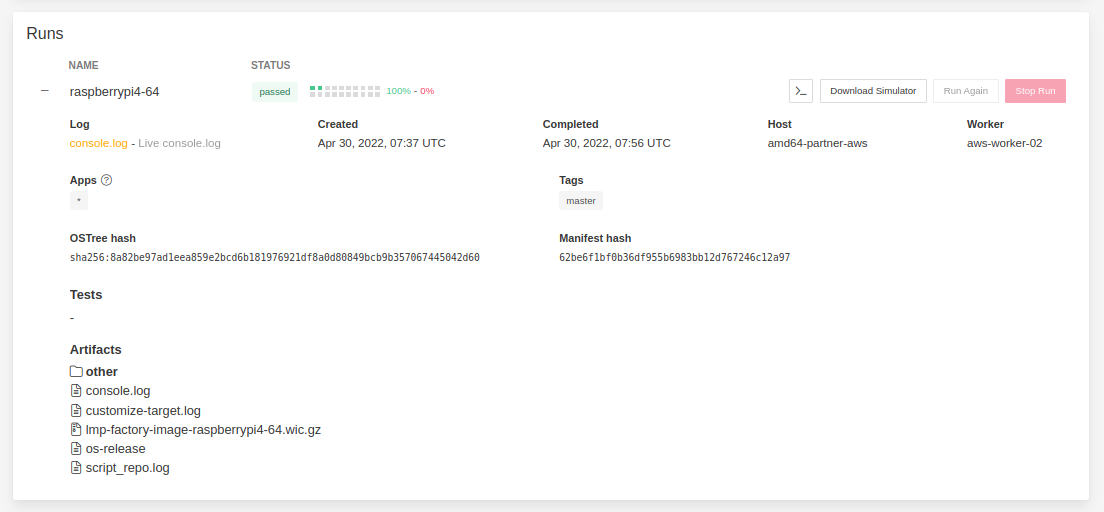 Runs
NAME STATUS
raspberrypi4-64 passed 100% - 0% Download Simulator Run Again Stop Run
Log Created Completed Host Worker
console.log - Live console.log Apr 30, 2022, 07:37 UTC Apr 30, 2022, 07:56 UTC amd64-partner-aws aws-worker-02
Apps Tags
* master
OSTree hash Manifest hash
sha256:8a82be97ad1eea859e2bcd6b181976921df8a0d80849bcb9b357067445042d60 62be6f1bf0b36df955b6983bb12d767246c12a97
Tests
-
Artifacts
other
console.log
customize-target.log
lmp-factory-image-raspberrypi4-64.wic.gz
os-release
script_repo.log